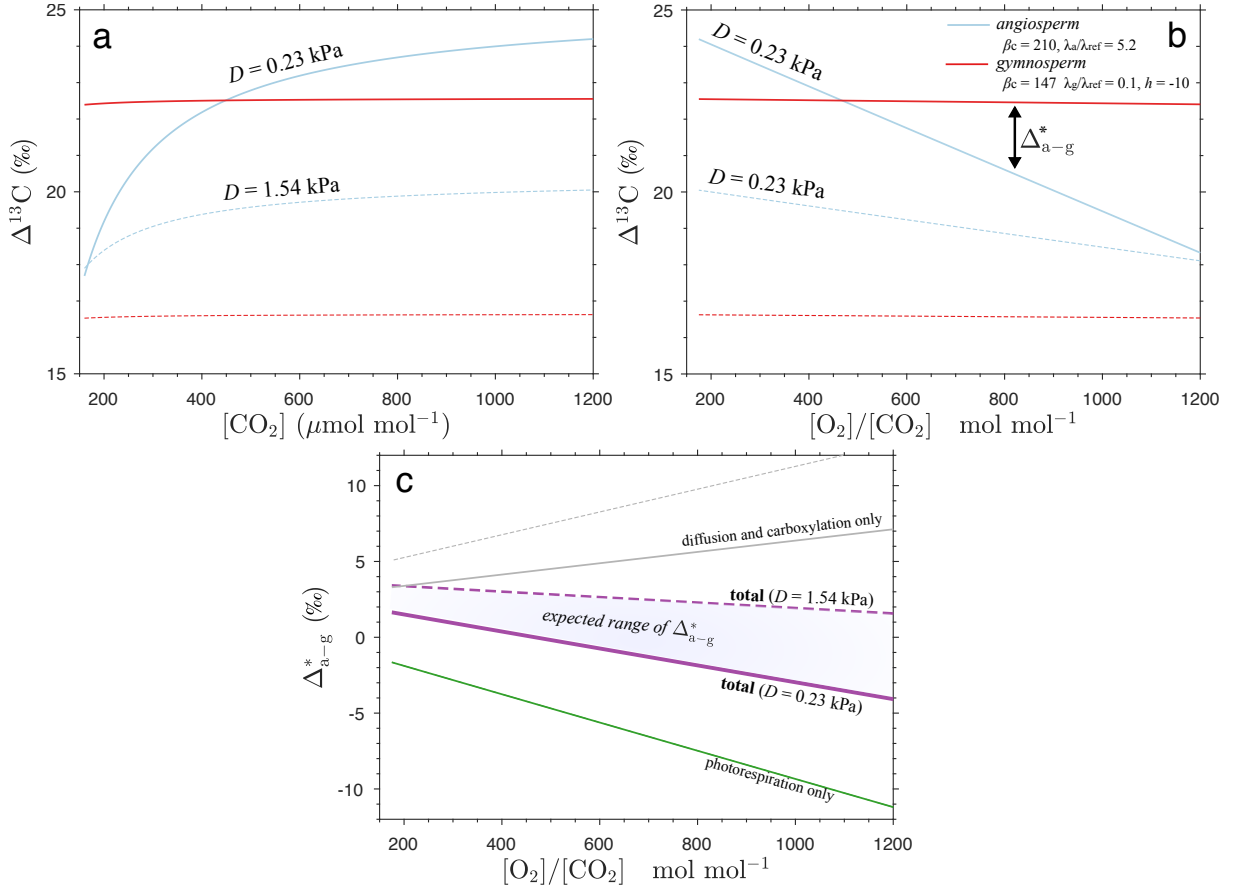 a
25
20
15
Δ¹³C (‰)
D = 0.23 kPa
D = 1.54 kPa
200 400 600 800 1000 1200
[CO₂] (μmol mol⁻¹)
b
25
20
15
Δ¹³C (‰)
angiosperm
βc = 210, λa/λref = 5.2
gymnosperm
βc = 147 λg/λref = 0.1, h = -10
D = 0.23 kPa
Δ*a−g
D = 0.23 kPa
200 400 600 800 1000 1200
[O₂]/[CO₂] mol mol⁻¹
c
10
5
0
-5
-10
Δ*a−g (‰)
diffusion and carboxylation only
total (D = 1.54 kPa)
expected range of Δ*a−g
total (D = 0.23 kPa)
photorespiration only
200 400 600 800 1000 1200
[O₂]/[CO₂] mol mol⁻¹